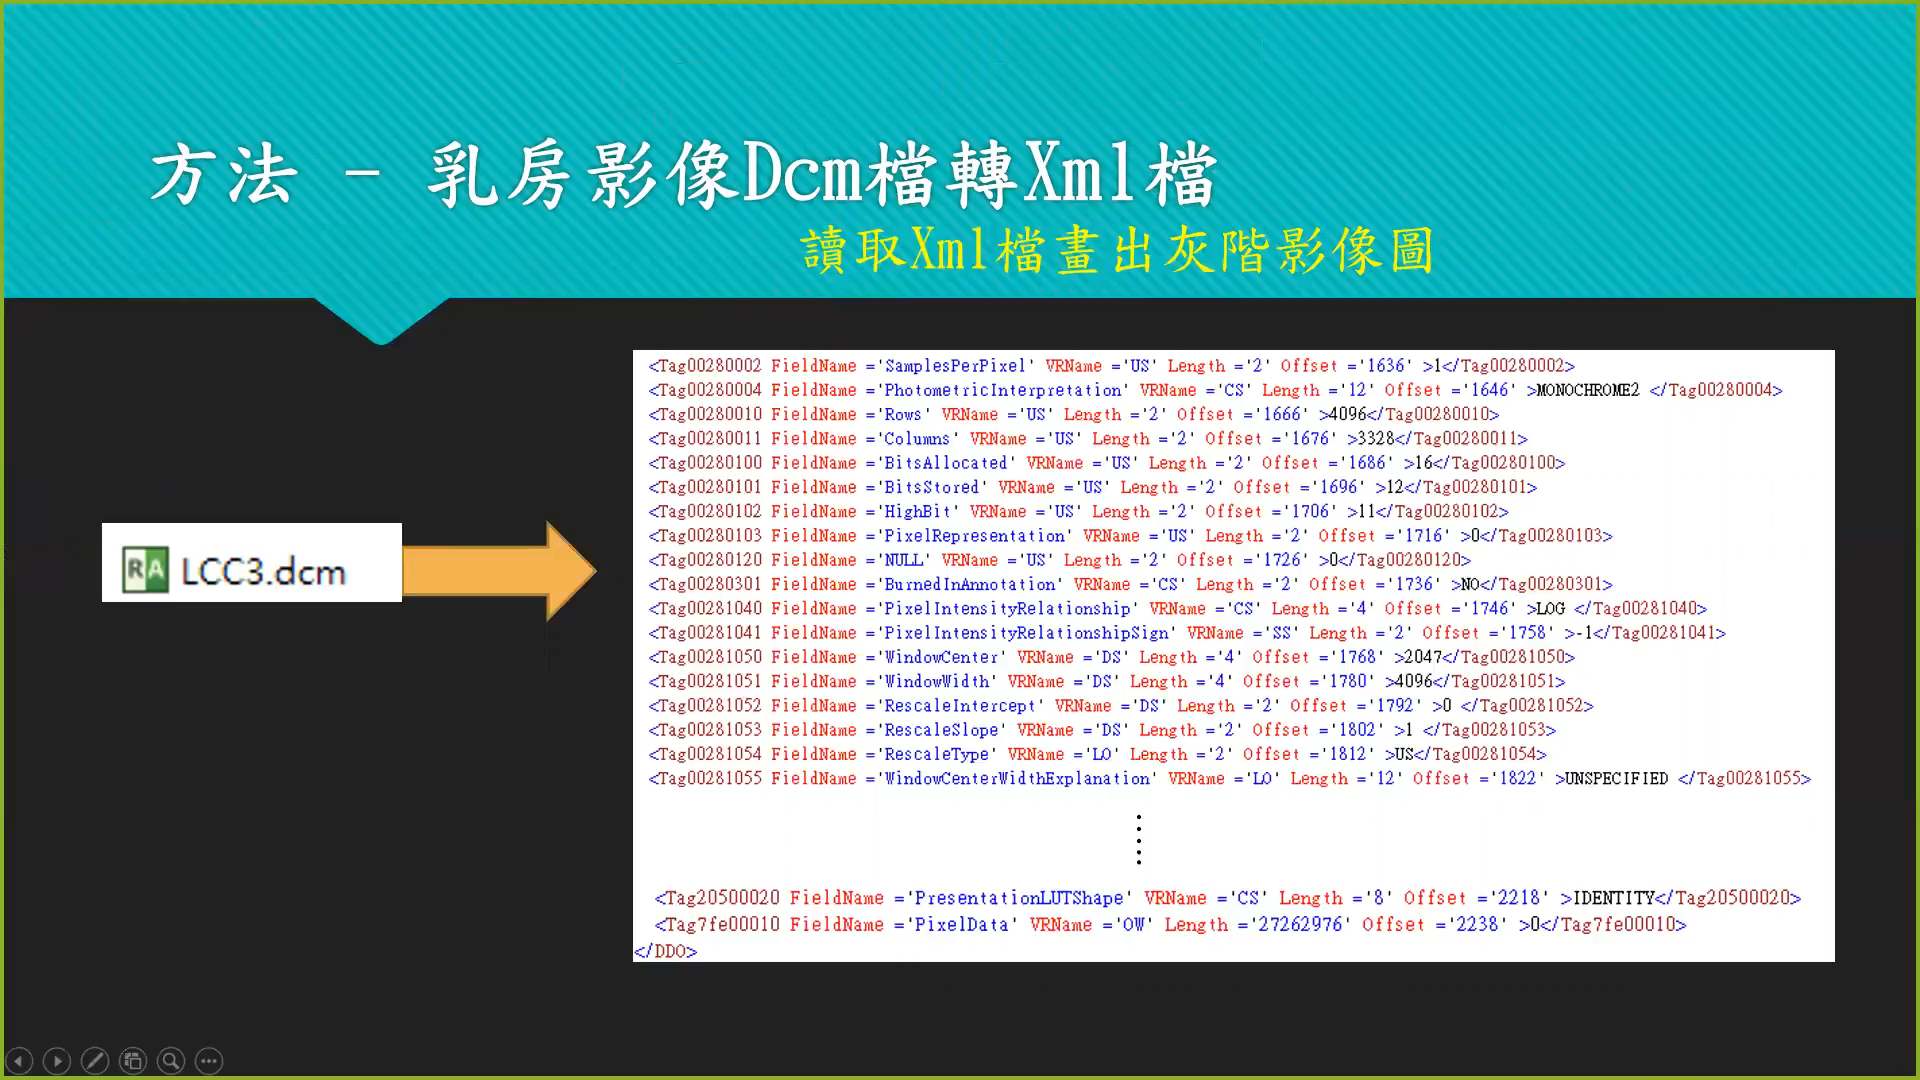 方法 - 乳房影像Dcm檔轉Xml檔
讀取Xml檔畫出灰階影像圖
LCC3.dcm
<Tag00280002 FieldName ='SamplesPerPixel' VRName ='US' Length ='2' Offset ='1636' >1</Tag00280002>
<Tag00280004 FieldName ='PhotometricInterpretation' VRName ='CS' Length ='12' Offset ='1646' >MONOCHROME2 </Tag00280004>
<Tag00280010 FieldName ='Rows' VRName ='US' Length ='2' Offset ='1666' >4096</Tag00280010>
<Tag00280011 FieldName ='Columns' VRName ='US' Length ='2' Offset ='1676' >3328</Tag00280011>
<Tag00280100 FieldName ='BitsAllocated' VRName ='US' Length ='2' Offset ='1686' >16</Tag00280100>
<Tag00280101 FieldName ='BitsStored' VRName ='US' Length ='2' Offset ='1696' >12</Tag00280101>
<Tag00280102 FieldName ='HighBit' VRName ='US' Length ='2' Offset ='1706' >11</Tag00280102>
<Tag00280103 FieldName ='PixelRepresentation' VRName ='US' Length ='2' Offset ='1716' >0</Tag00280103>
<Tag00280120 FieldName ='NULL' VRName ='US' Length ='2' Offset ='1726' >0</Tag00280120>
<Tag00280301 FieldName ='BurnedInAnnotation' VRName ='CS' Length ='2' Offset ='1736' >NO</Tag00280301>
<Tag00281040 FieldName ='PixelIntensityRelationship' VRName ='CS' Length ='4' Offset ='1746' >LOG </Tag00281040>
<Tag00281041 FieldName ='PixelIntensityRelationshipSign' VRName ='SS' Length ='2' Offset ='1758' >-1</Tag00281041>
<Tag00281050 FieldName ='WindowCenter' VRName ='DS' Length ='4' Offset ='1768' >2047</Tag00281050>
<Tag00281051 FieldName ='WindowWidth' VRName ='DS' Length ='4' Offset ='1780' >4096</Tag00281051>
<Tag00281052 FieldName ='RescaleIntercept' VRName ='DS' Length ='2' Offset ='1792' >0 </Tag00281052>
<Tag00281053 FieldName ='RescaleSlope' VRName ='DS' Length ='2' Offset ='1802' >1 </Tag00281053>
<Tag00281054 FieldName ='RescaleType' VRName ='LO' Length ='2' Offset ='1812' >US</Tag00281054>
<Tag00281055 FieldName ='WindowCenterWidthExplanation' VRName ='LO' Length ='12' Offset ='1822' >UNSPECIFIED </Tag00281055>
<Tag20500020 FieldName ='PresentationLUTShape' VRName ='CS' Length ='8' Offset ='2218' >IDENTITY</Tag20500020>
<Tag7fe00010 FieldName ='PixelData' VRName ='OW' Length ='27262976' Offset ='2238' >0</Tag7fe00010>
</DDO>